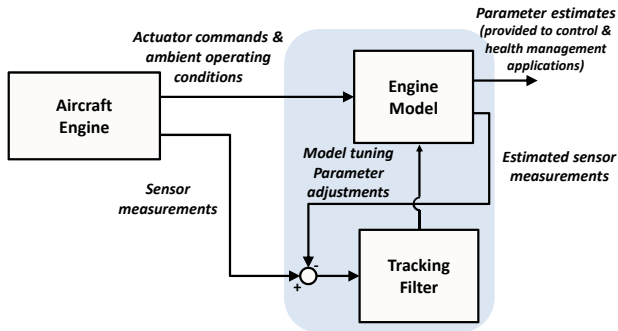 Actuator commands &
ambient operating
conditions
Parameter estimates
(provided to control &
health management
applications)
Aircraft
Engine
Engine
Model
Model tuning
Parameter
adjustments
Estimated sensor
measurements
Sensor
measurements
-
+
Tracking
Filter